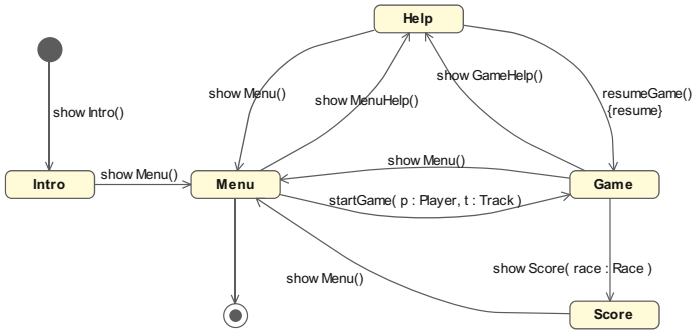 Help
show Menu()
show GameHelp()
show MenuHelp()
resumeGame()
{resume}
show Intro()
show Menu()
show Menu()
Intro
Menu
Game
startGame( p : Player, t : Track )
show Menu()
show Score( race : Race )
Score